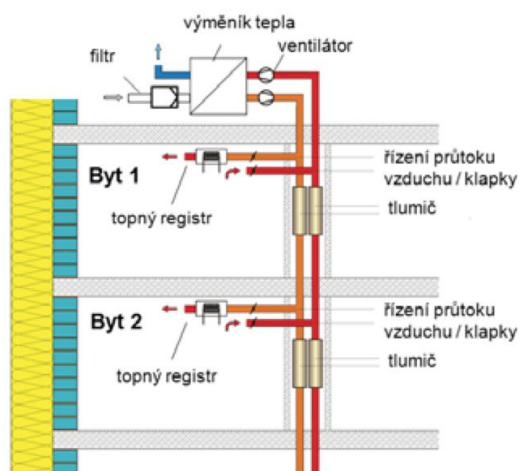 výměník tepla
ventilátor
filtr
Byt 1
řízení průtoku
vzduchu / klapky
topný registr
tlumič
Byt 2
řízení průtoku
vzduchu / klapky
topný registr
tlumič